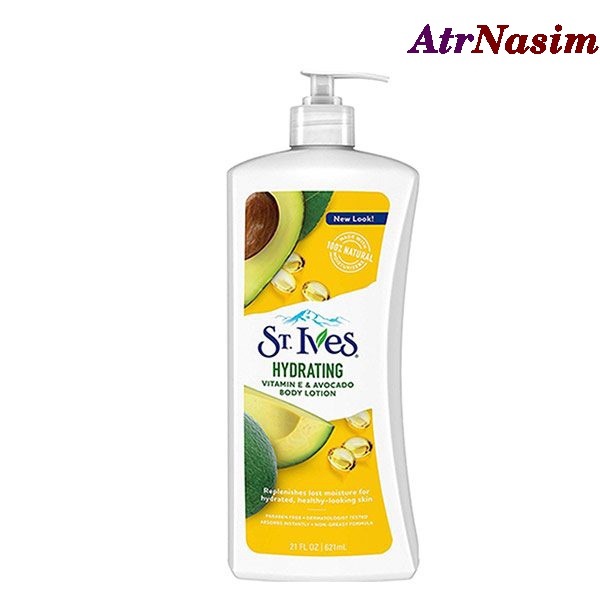 AtrNasim
New Look!
MADE WITH
100% NATURAL
MOISTURIZERS
ST. IVES®
HYDRATING
VITAMIN E & AVOCADO
BODY LOTION
Replenishes lost moisture for
hydrated, healthy-looking skin
PARABEN FREE • DERMATOLOGIST TESTED
ABSORBS INSTANTLY • NON-GREASY FORMULA
21 FL OZ | 621mL